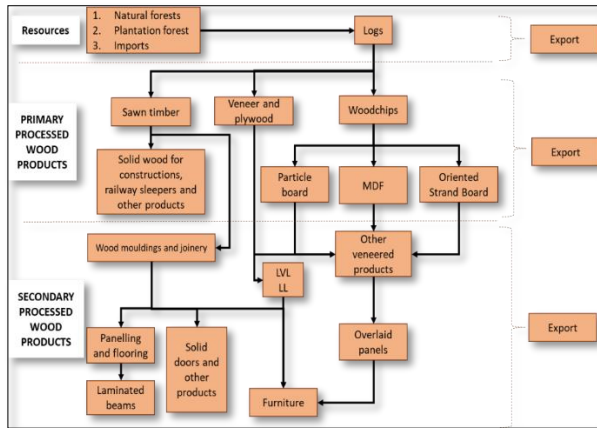 Resources
1. Natural forests
2. Plantation forest
3. Imports
Logs
Export
PRIMARY
PROCESSED
WOOD
PRODUCTS
Sawn timber
Veneer and
plywood
Woodchips
Solid wood for
constructions,
railway sleepers and
other products
Particle
board
MDF
Oriented
Strand Board
Export
SECONDARY
PROCESSED
WOOD
PRODUCTS
Wood mouldings and joinery
LVL
LL
Other
veneered
products
Panelling
and flooring
Solid
doors and
other
products
Overlaid
panels
Laminated
beams
Furniture
Export